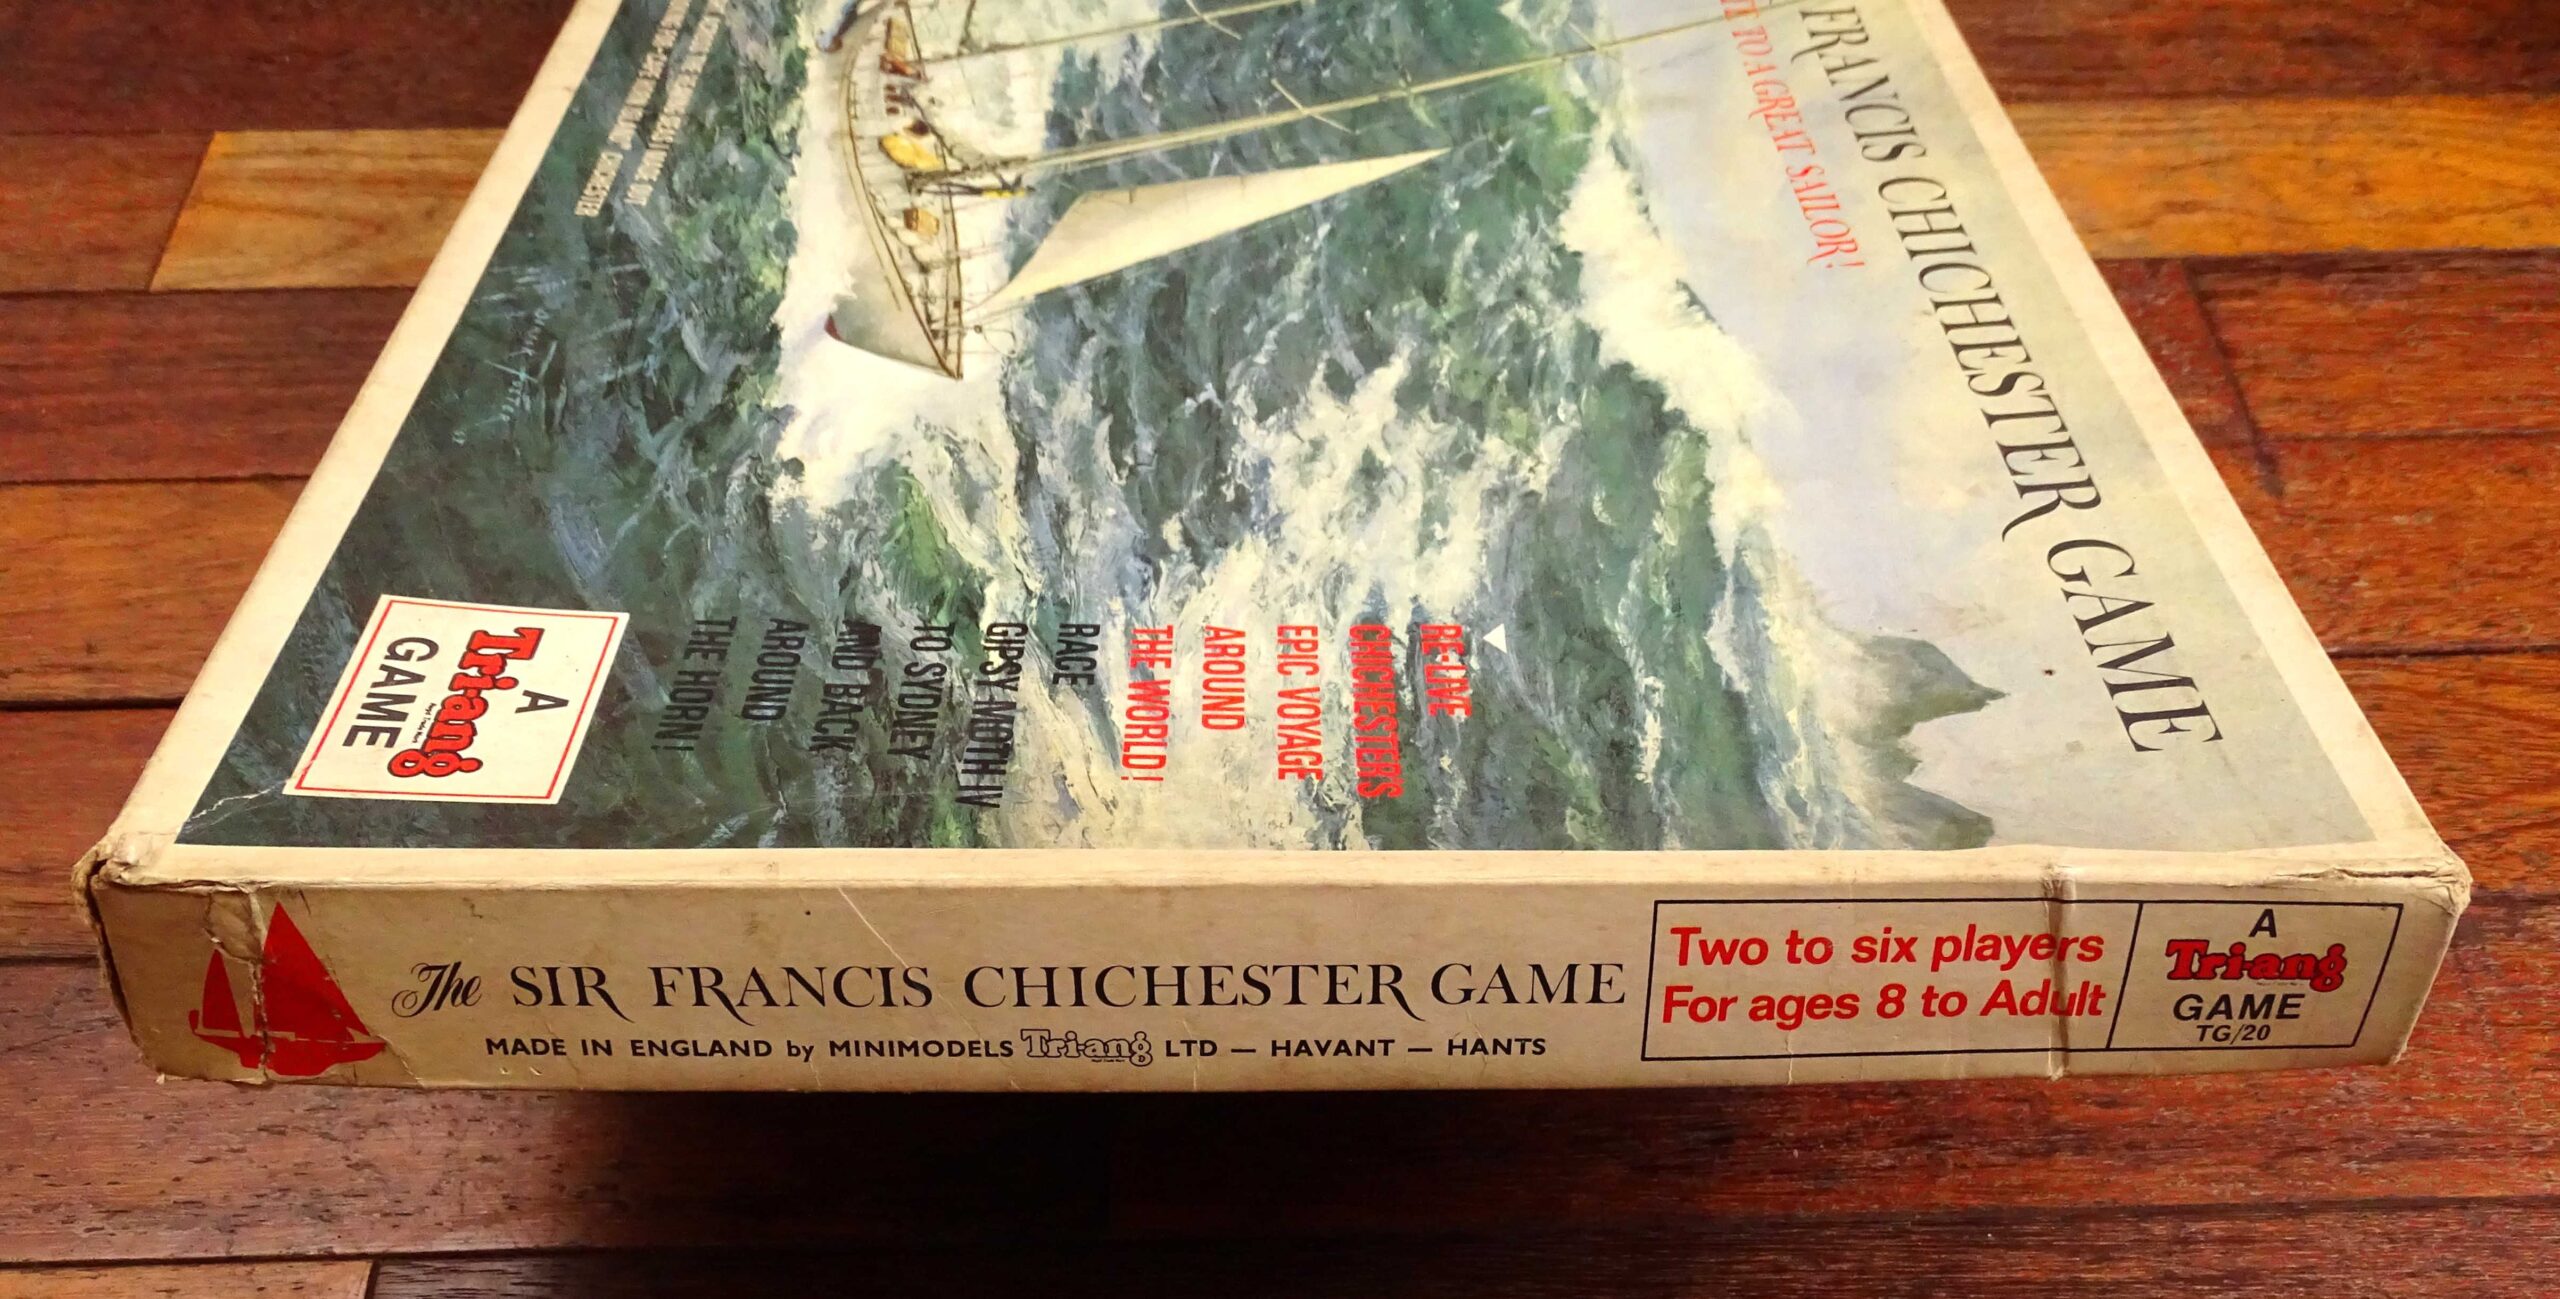 FRANCIS CHICHESTER GAME
TO A GREAT SAILOR!
RE-LIVE
CHICHESTER'S
EPIC VOYAGE
AROUND
THE WORLD!
RACE
GIPSY MOTH IV
TO SYDNEY
AND BACK
AROUND
THE HORN!
A
Tri-ang
GAME
The SIR FRANCIS CHICHESTER GAME
MADE IN ENGLAND by MINIMODELS Tri-ang LTD — HAVANT — HANTS
Two to six players
For ages 8 to Adult
A
Tri-ang
GAME
TG/20